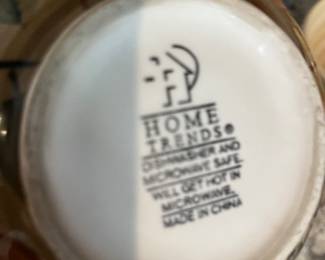 HOME
TRENDS®
DISHWASHER AND
MICROWAVE SAFE.
WILL GET HOT IN
MICROWAVE.
MADE IN CHINA